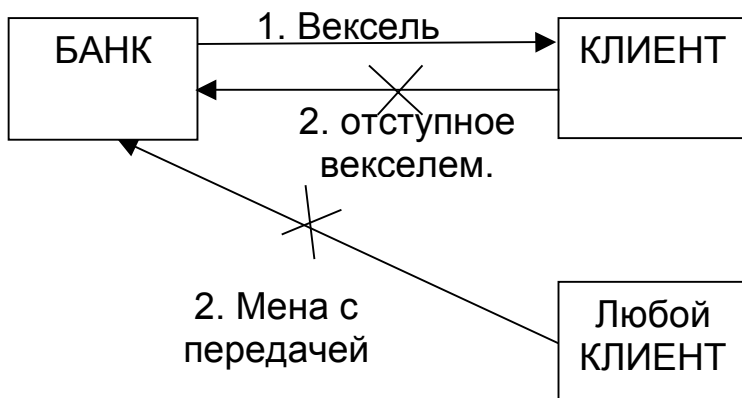 БАНК
1. Вексель
КЛИЕНТ
2. отступное
векселем.
2. Мена с
передачей
Любой
КЛИЕНТ